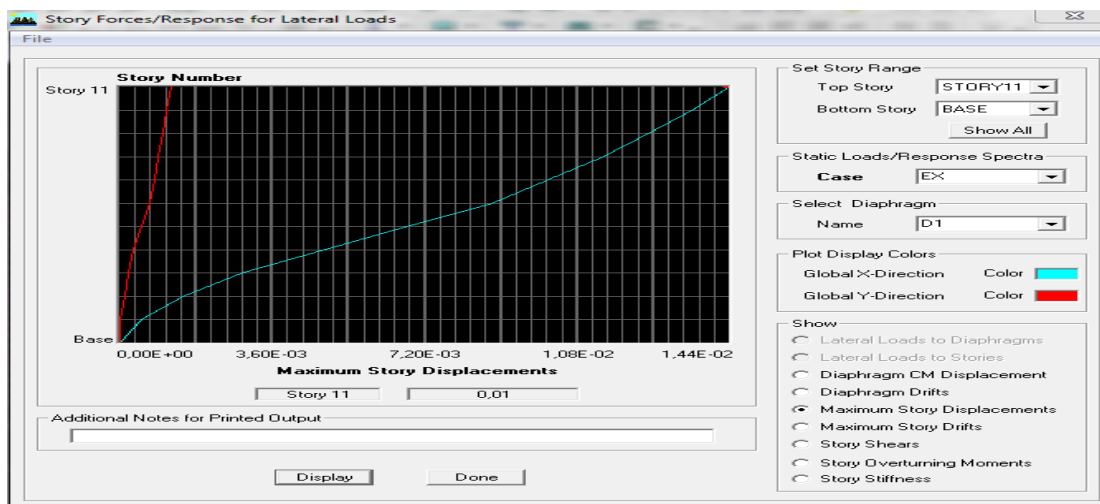 Story Forces/Response for Lateral Loads
File
Story Number
Story 11
Base
0,00E+00 3,60E-03 7,20E-03 1,08E-02 1,44E-02
Maximum Story Displacements
Story 11 0,01
Additional Notes for Printed Output
Display Done
Set Story Range
Top Story STORY11
Bottom Story BASE
Show All
Static Loads/Response Spectra
Case EX
Select Diaphragm
Name D1
Plot Display Colors
Global X-Direction Color
Global Y-Direction Color
Show
Lateral Loads to Diaphragms
Lateral Loads to Stories
Diaphragm CM Displacement
Diaphragm Drifts
Maximum Story Displacements
Maximum Story Drifts
Story Shears
Story Overturning Moments
Story Stiffness